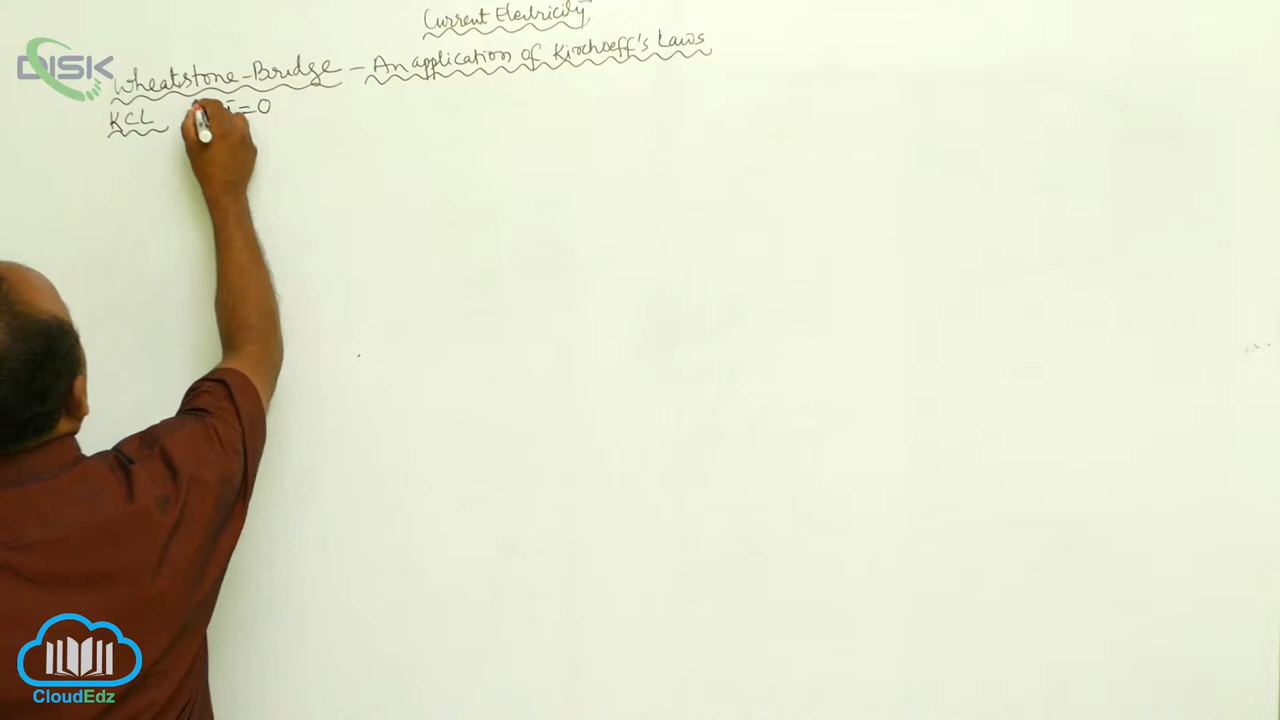 Current Electricity
DISK
Wheatstone-Bridge - An application of Kirchoeff's Laws
KCL I=0
CloudEdz